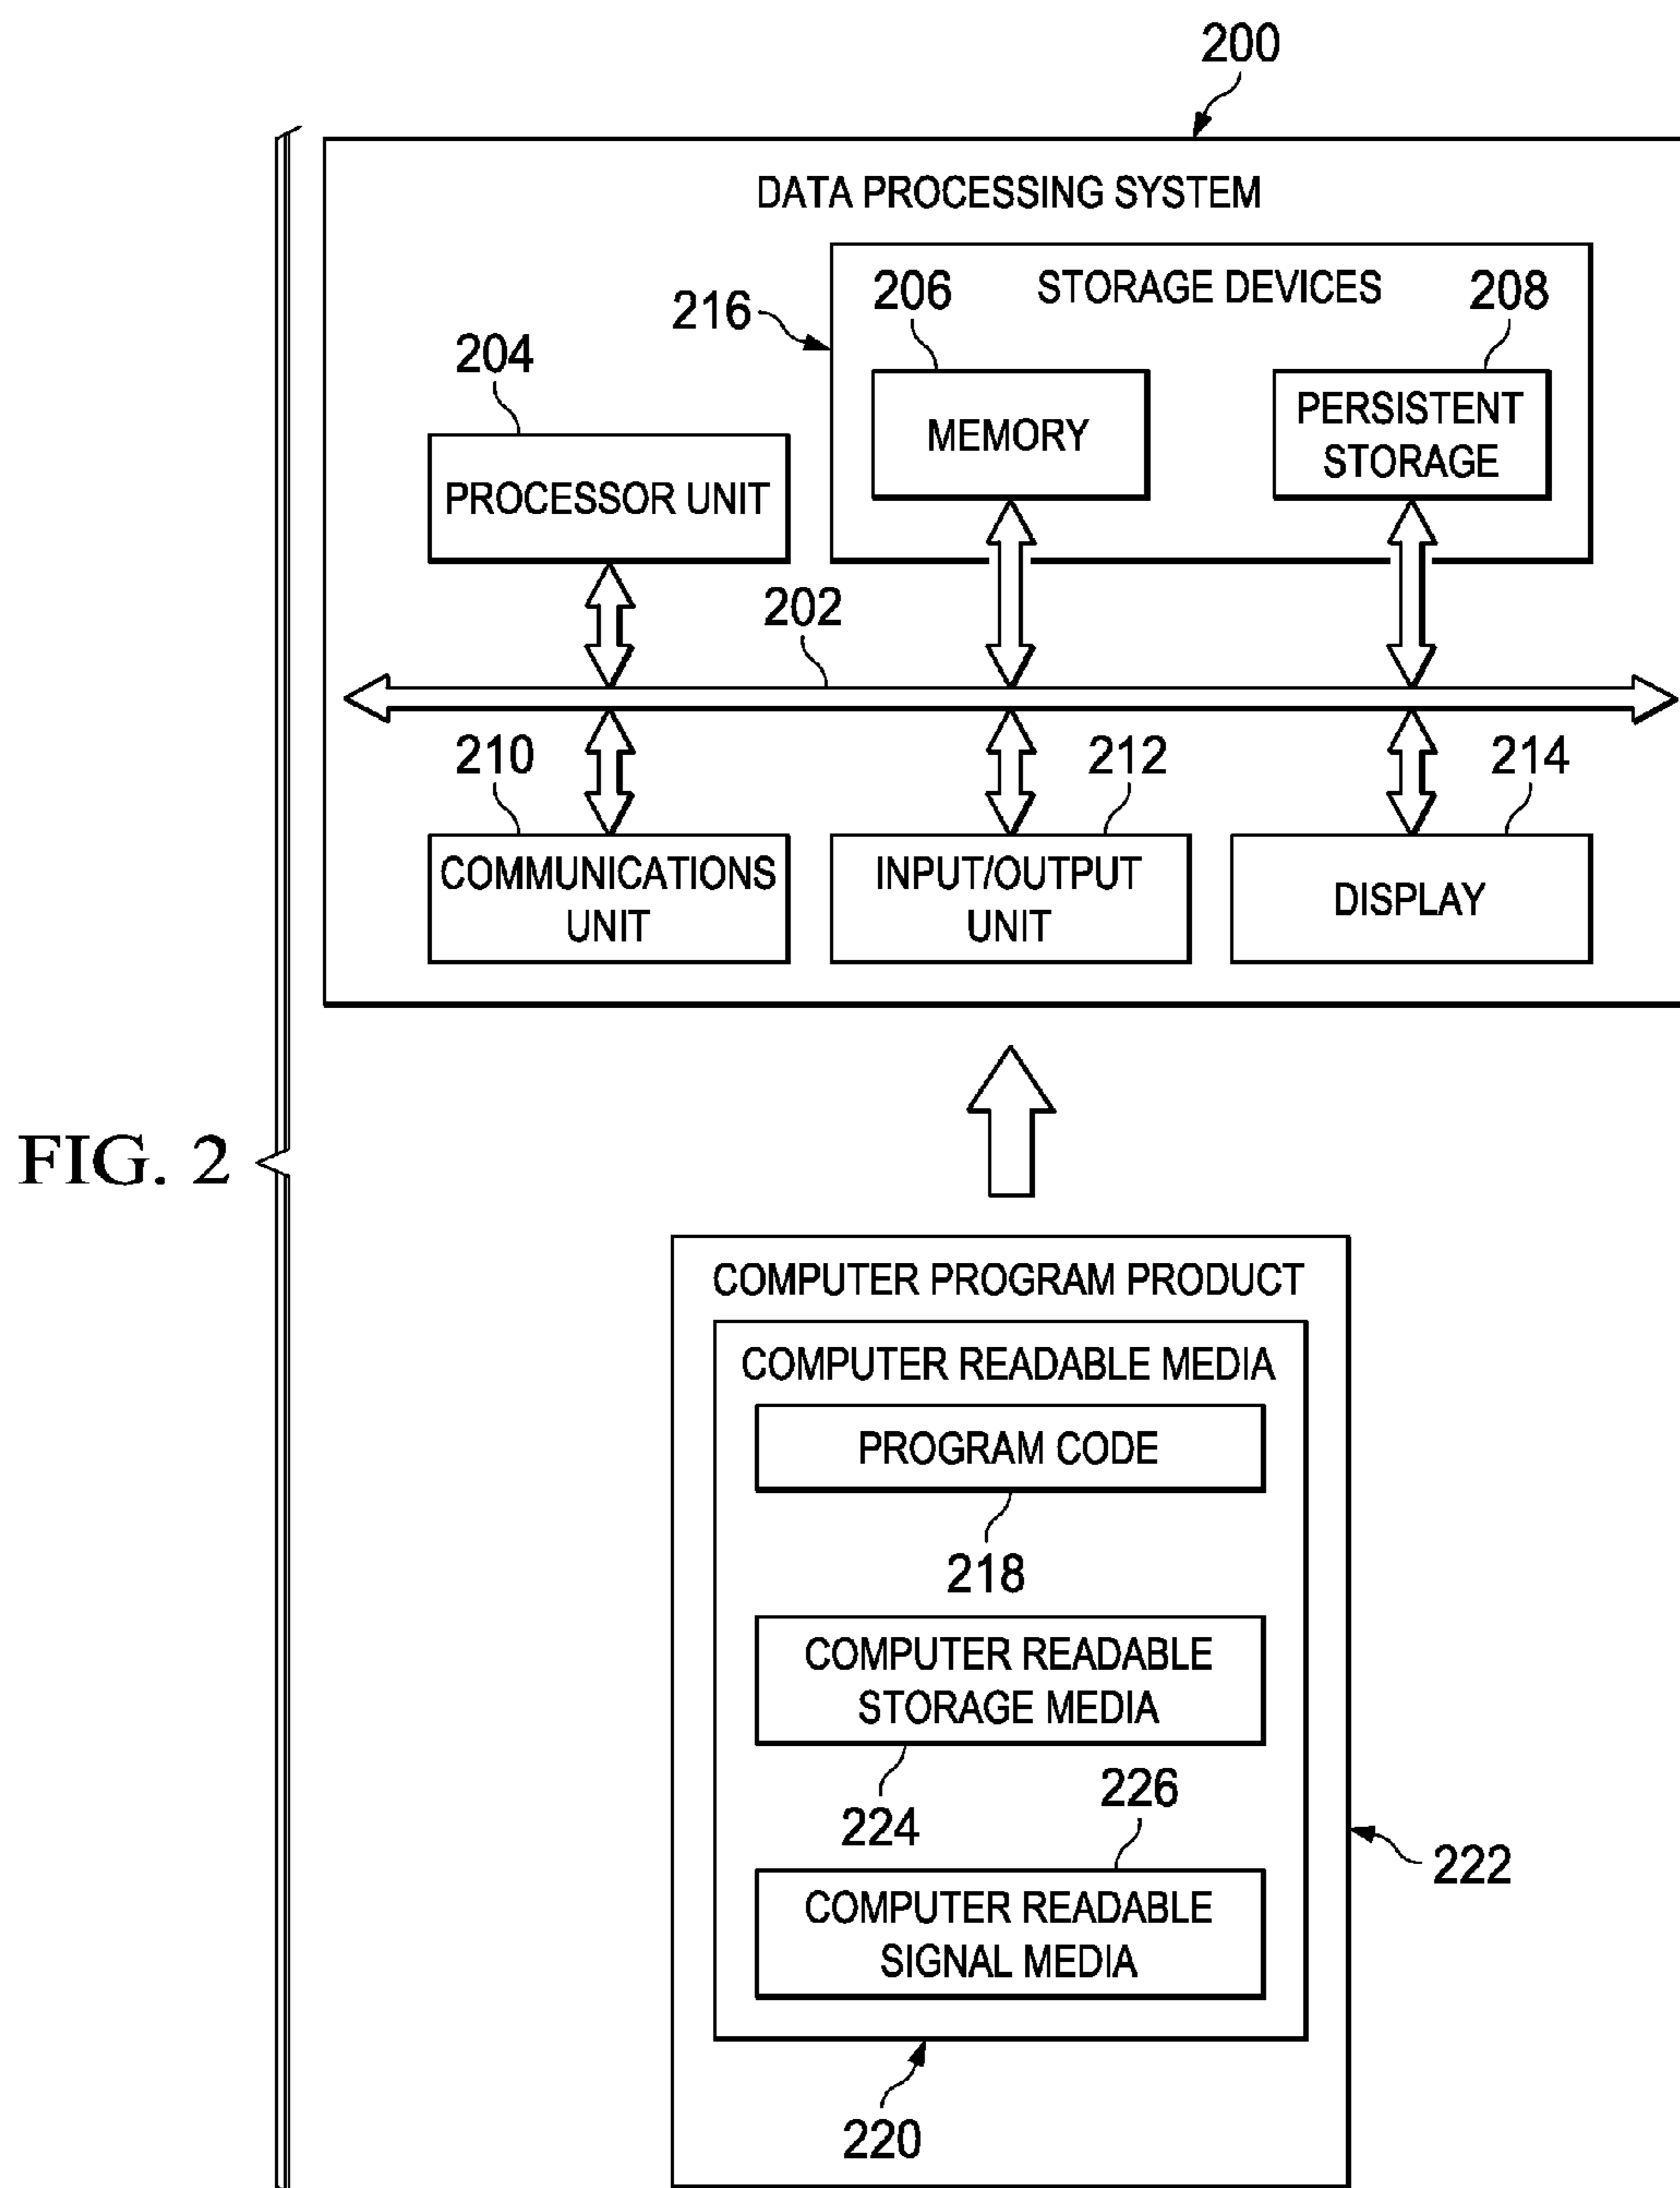 200
DATA PROCESSING SYSTEM
216
206
STORAGE DEVICES
208
204
MEMORY
PERSISTENT
STORAGE
PROCESSOR UNIT
202
210
212
214
COMMUNICATIONS
UNIT
INPUT/OUTPUT
UNIT
DISPLAY
FIG. 2
COMPUTER PROGRAM PRODUCT
COMPUTER READABLE MEDIA
PROGRAM CODE
218
COMPUTER READABLE
STORAGE MEDIA
224
226
222
COMPUTER READABLE
SIGNAL MEDIA
220